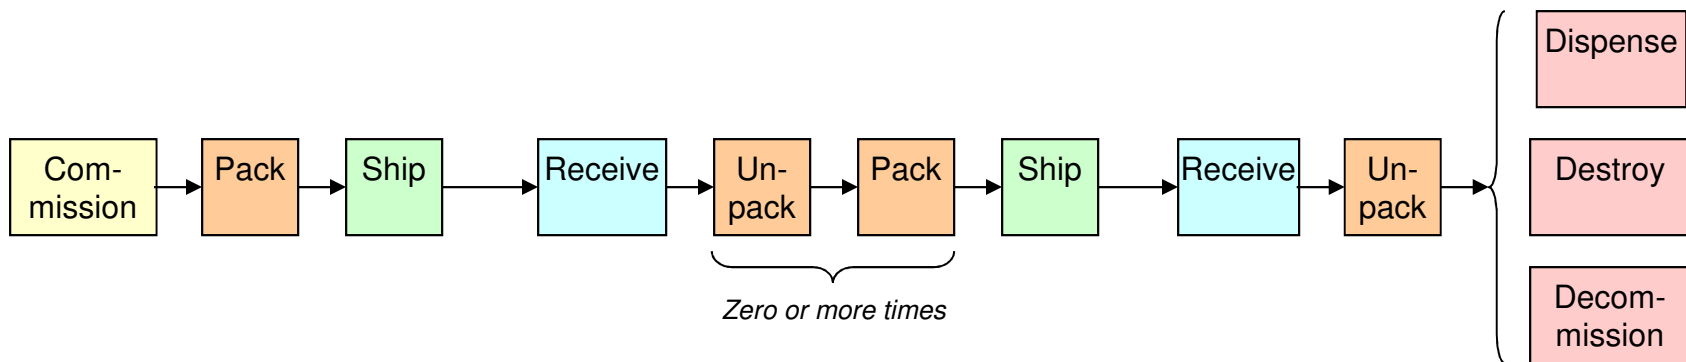 Dispense
Com-
mission
Pack
Ship
Receive
Un-
pack
Pack
Ship
Receive
Un-
pack
Destroy
Zero or more times
Decom-
mission